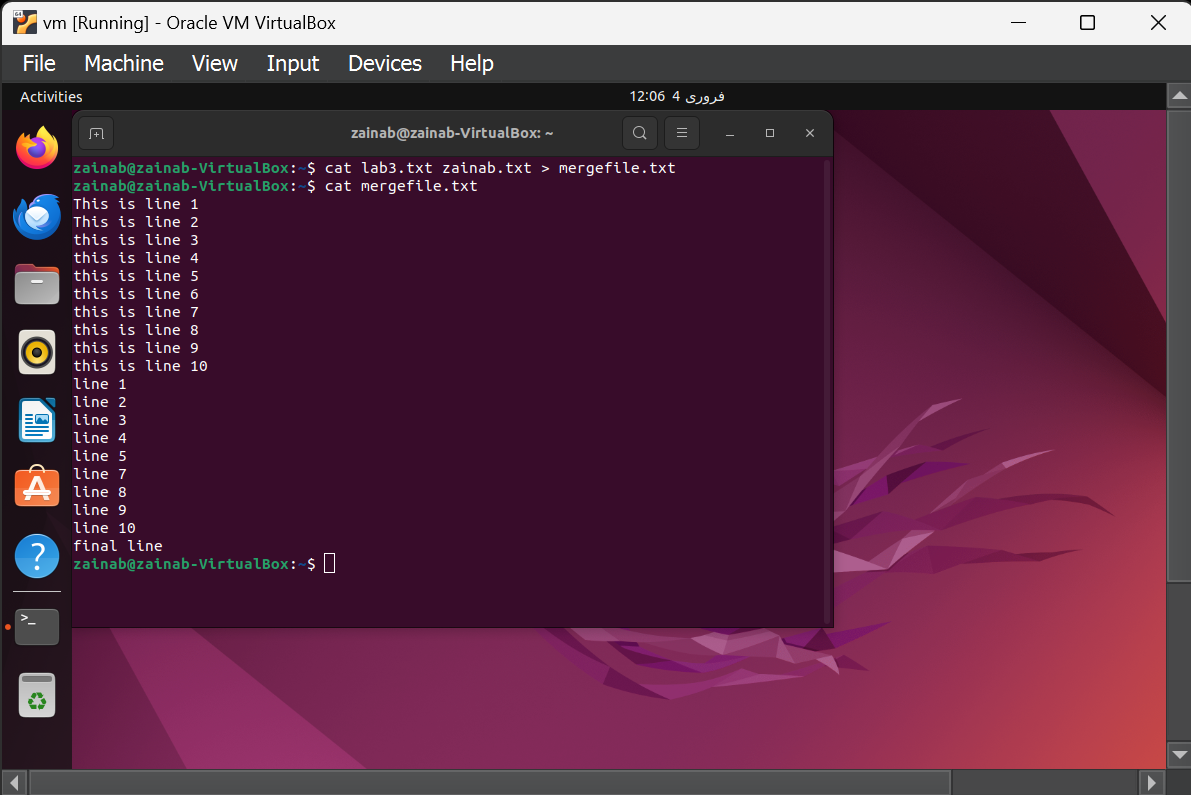 vm [Running] - Oracle VM VirtualBox
File Machine View Input Devices Help
Activities
12:06 4 فروری
zainab@zainab-VirtualBox: ~
zainab@zainab-VirtualBox:~$ cat lab3.txt zainab.txt > mergefile.txt
zainab@zainab-VirtualBox:~$ cat mergefile.txt
This is line 1
This is line 2
this is line 3
this is line 4
this is line 5
this is line 6
this is line 7
this is line 8
this is line 9
this is line 10
line 1
line 2
line 3
line 4
line 5
line 7
line 8
line 9
line 10
final line
zainab@zainab-VirtualBox:~$